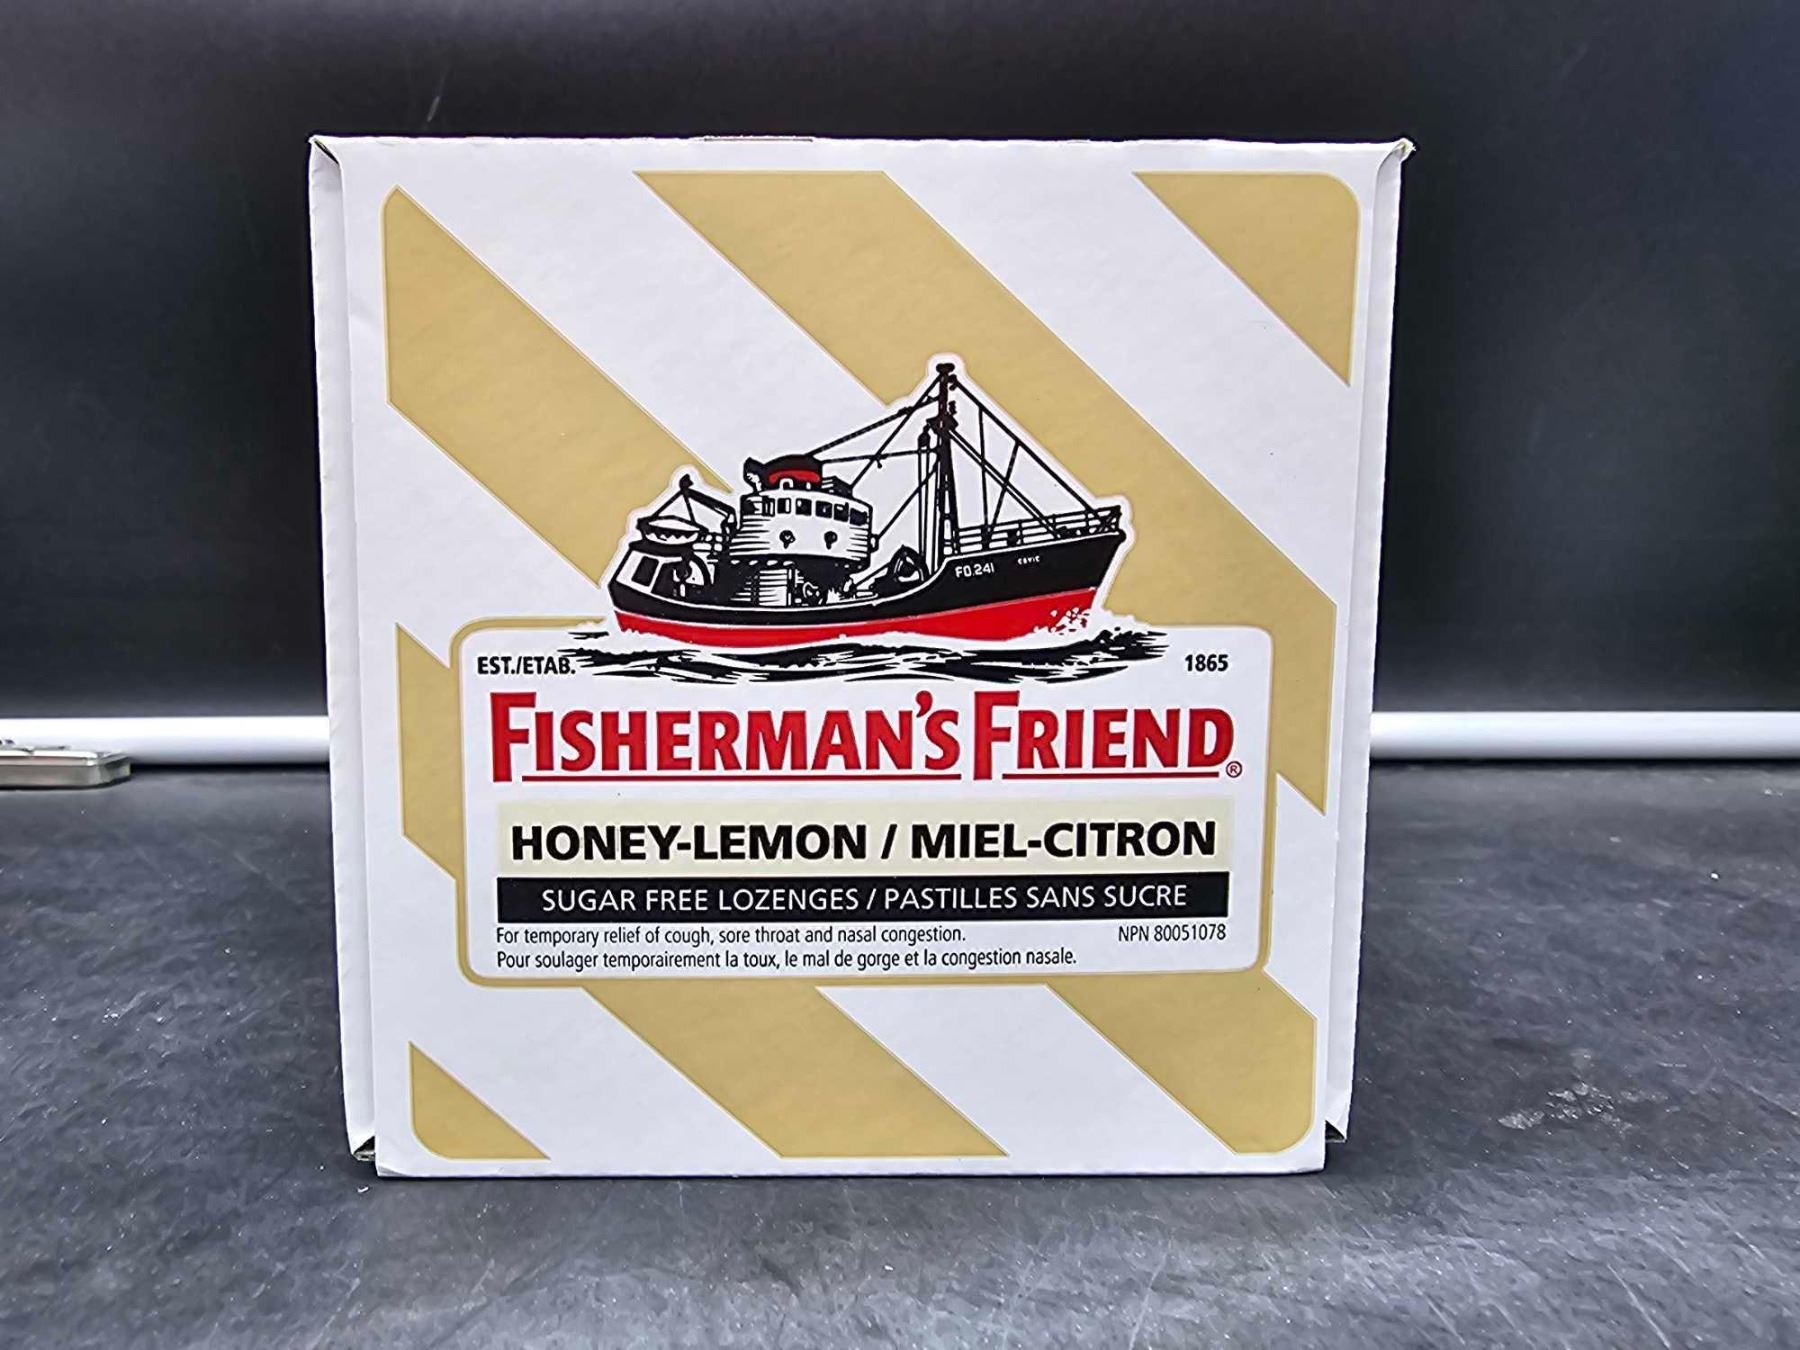 FO.241
EST./ETAB.
1865
FISHERMAN'S FRIEND®
HONEY-LEMON / MIEL-CITRON
SUGAR FREE LOZENGES / PASTILLES SANS SUCRE
For temporary relief of cough, sore throat and nasal congestion.
NPN 80051078
Pour soulager temporairement la toux, le mal de gorge et la congestion nasale.